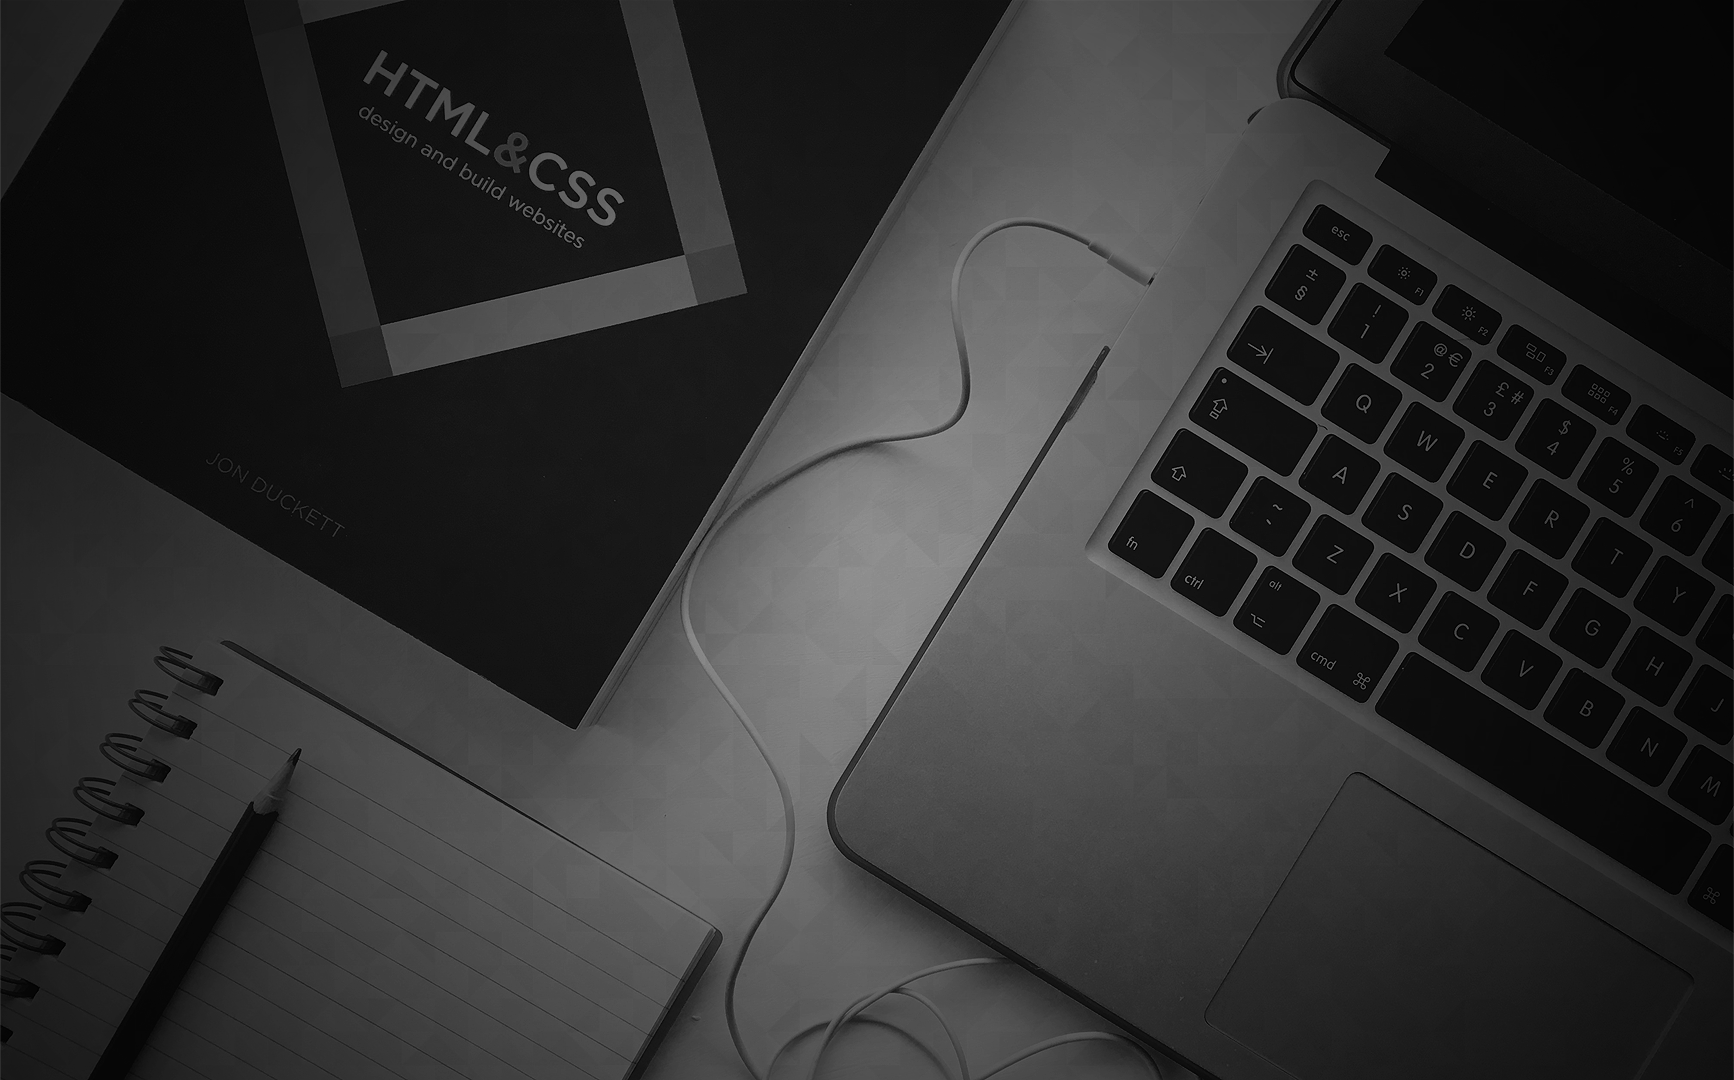 HTML&CSS
design and build websites
JON DUCKETT
esc
F1
F2
F3
F4
F5
± §
! 1
@ € 2
£ # 3
$ 4
% 5
^ 6
Q W E R T Y
A S D F G H J
~ `
Z X C V B N M
fn
ctrl
alt
cmd ⌘
⌘